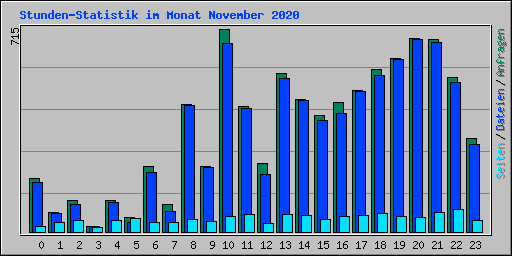 Stunden-Statistik im Monat November 2020
715
Seiten / Dateien / Anfragen
0 1 2 3 4 5 6 7 8 9 10 11 12 13 14 15 16 17 18 19 20 21 22 23